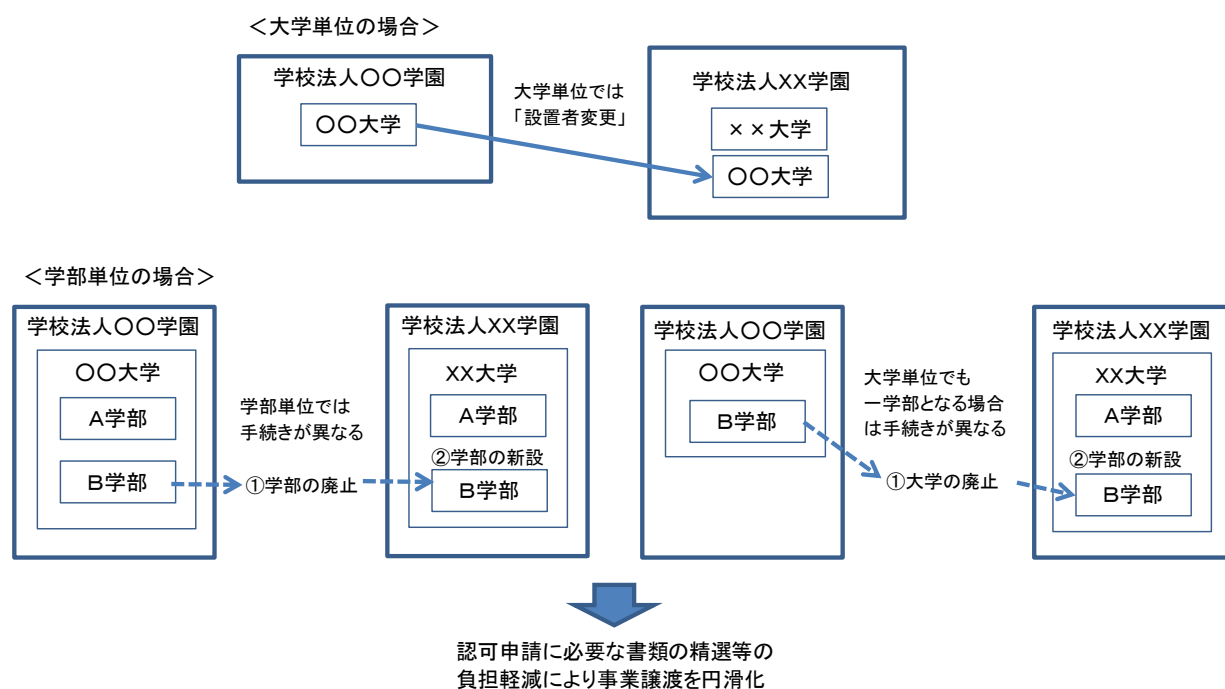 ＜大学単位の場合＞
学校法人〇〇学園
〇〇大学
大学単位では
「設置者変更」
学校法人XX学園
××大学
〇〇大学
＜学部単位の場合＞
学校法人〇〇学園
〇〇大学
A学部
B学部
学部単位では
手続きが異なる
①学部の廃止
学校法人XX学園
XX大学
A学部
②学部の新設
B学部
学校法人〇〇学園
〇〇大学
B学部
大学単位でも
一学部となる場合
は手続きが異なる
①大学の廃止
学校法人XX学園
XX大学
A学部
②学部の新設
B学部
認可申請に必要な書類の精選等の
負担軽減により事業譲渡を円滑化